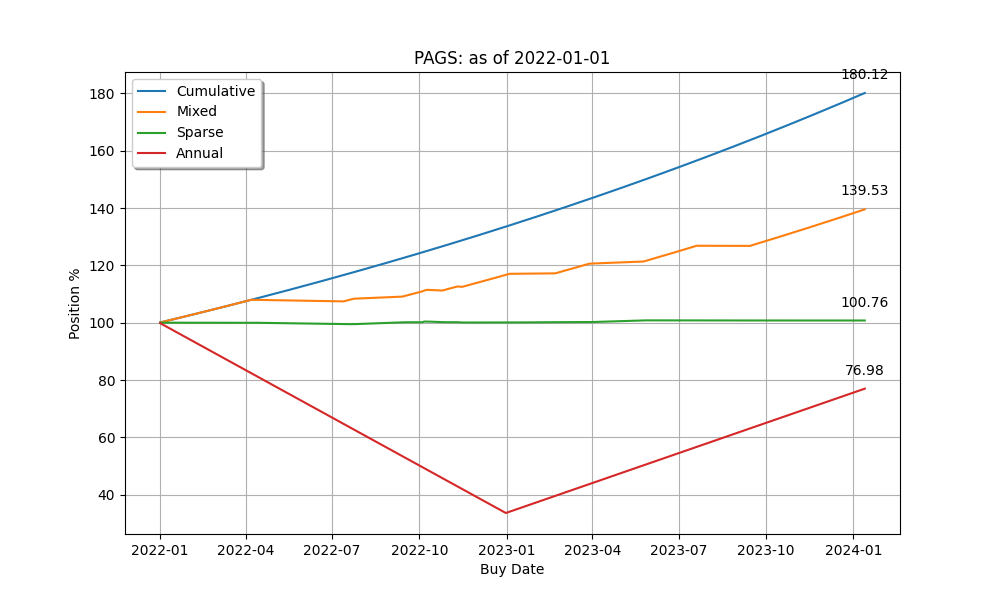 PAGS: as of 2022-01-01
180.12
180
Cumulative
Mixed
Sparse
Annual
160
139.53
140
120
100.76
100
76.98
80
60
40
Position %
2022-01 2022-04 2022-07 2022-10 2023-01 2023-04 2023-07 2023-10 2024-01
Buy Date